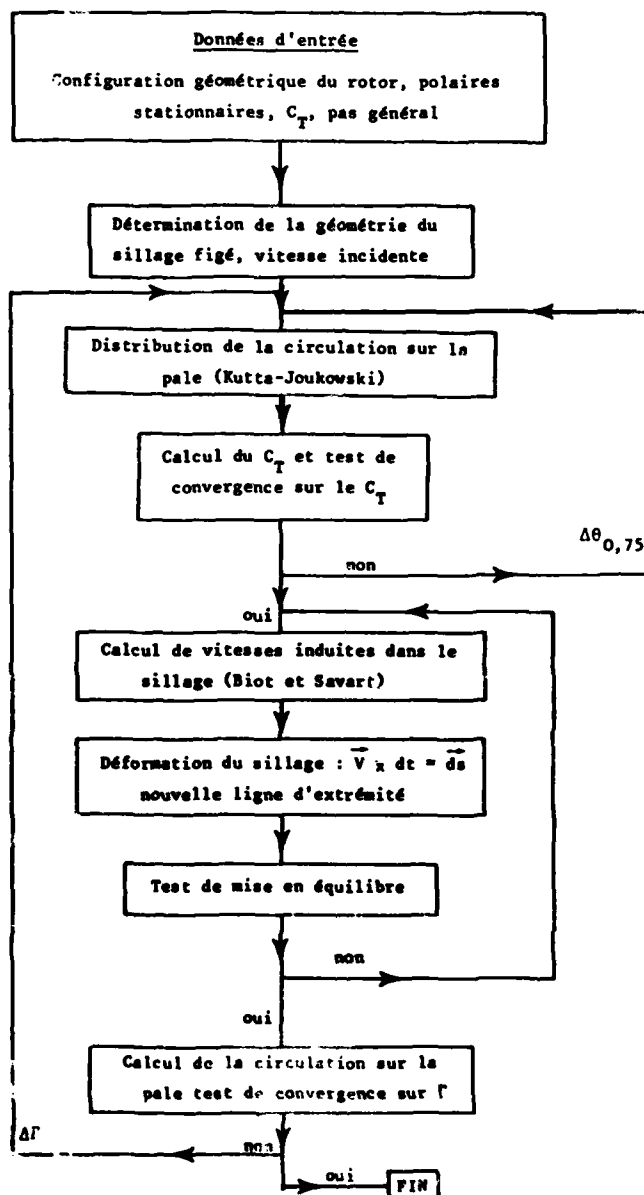 Données d'entrée
Configuration géométrique du rotor, polaires
stationnaires, C_T, pas général
Détermination de la géométrie du
sillage figé, vitesse incidente
Distribution de la circulation sur la
pale (Kutta-Joukowski)
Calcul du C_T et test de
convergence sur le C_T
Δθ_0,75
non
oui
Calcul de vitesses induites dans le
sillage (Biot et Savart)
Déformation du sillage : V⃗ x dt = ds⃗
nouvelle ligne d'extrémité
Test de mise en équilibre
non
oui
Calcul de la circulation sur la
pale test de convergence sur Γ
ΔΓ
non
oui
FIN